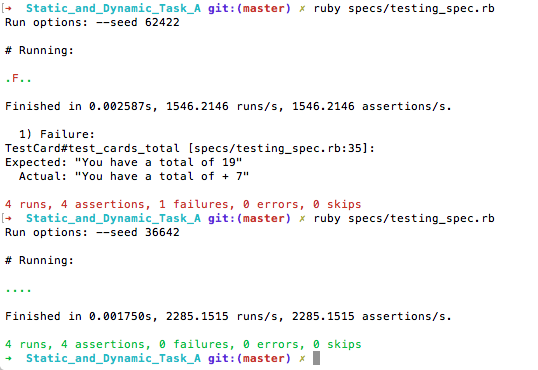 [➜  Static_and_Dynamic_Task_A git:(master) ✗ ruby specs/testing_spec.rb
Run options: --seed 62422

# Running:

.F..

Finished in 0.002587s, 1546.2146 runs/s, 1546.2146 assertions/s.

  1) Failure:
TestCard#test_cards_total [specs/testing_spec.rb:35]:
Expected: "You have a total of 19"
  Actual: "You have a total of + 7"

4 runs, 4 assertions, 1 failures, 0 errors, 0 skips
[➜  Static_and_Dynamic_Task_A git:(master) ✗ ruby specs/testing_spec.rb
Run options: --seed 36642

# Running:

....

Finished in 0.001750s, 2285.1515 runs/s, 2285.1515 assertions/s.

4 runs, 4 assertions, 0 failures, 0 errors, 0 skips
➜  Static_and_Dynamic_Task_A git:(master) ✗